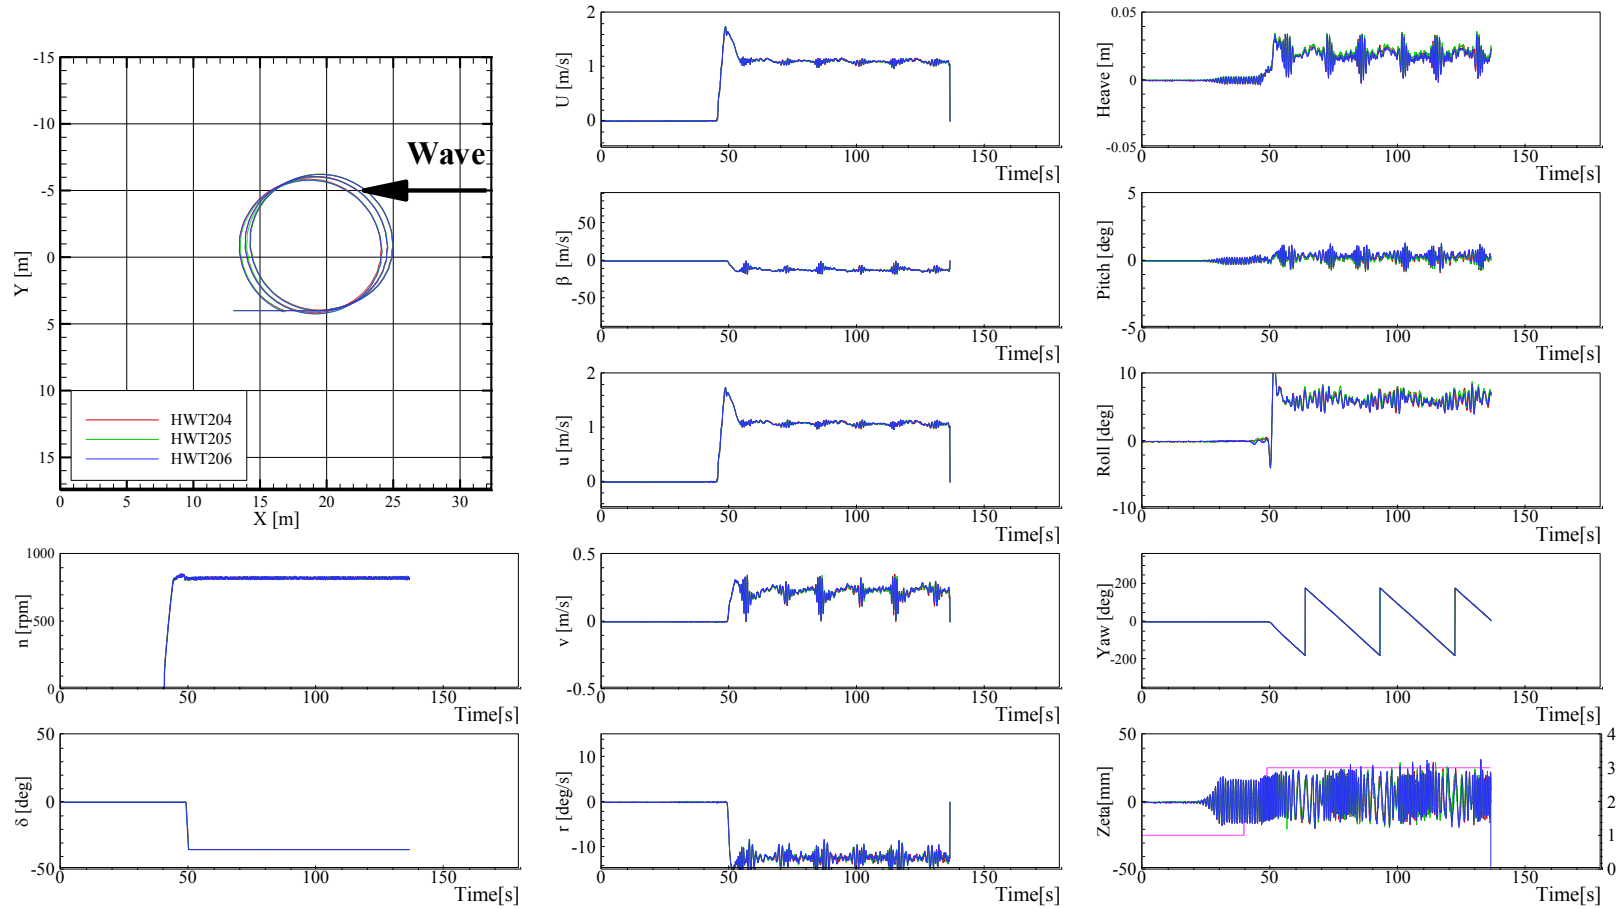 -15
-10
-5
0
5
10
15
Y [m]
Wave
HWT204
HWT205
HWT206
0 5 10 15 20 25 30
X [m]
2
1
0
U [m/s]
0 50 100 150
Time[s]
0.05
0
-0.05
Heave [m]
0 50 100 150
Time[s]
50
0
-50
β [m/s]
0 50 100 150
Time[s]
5
0
-5
Pitch [deg]
0 50 100 150
Time[s]
2
1
0
u [m/s]
0 50 100 150
Time[s]
10
0
-10
Roll [deg]
0 50 100 150
Time[s]
1000
500
0
n [rpm]
0 50 100 150
Time[s]
0.5
0
-0.5
v [m/s]
0 50 100 150
Time[s]
200
0
-200
Yaw [deg]
0 50 100 150
Time[s]
50
0
-50
δ [deg]
0 50 100 150
Time[s]
10
0
-10
r [deg/s]
0 50 100 150
Time[s]
50
0
-50
Zeta[mm]
4
3
2
1
0
0 50 100 150
Time[s]